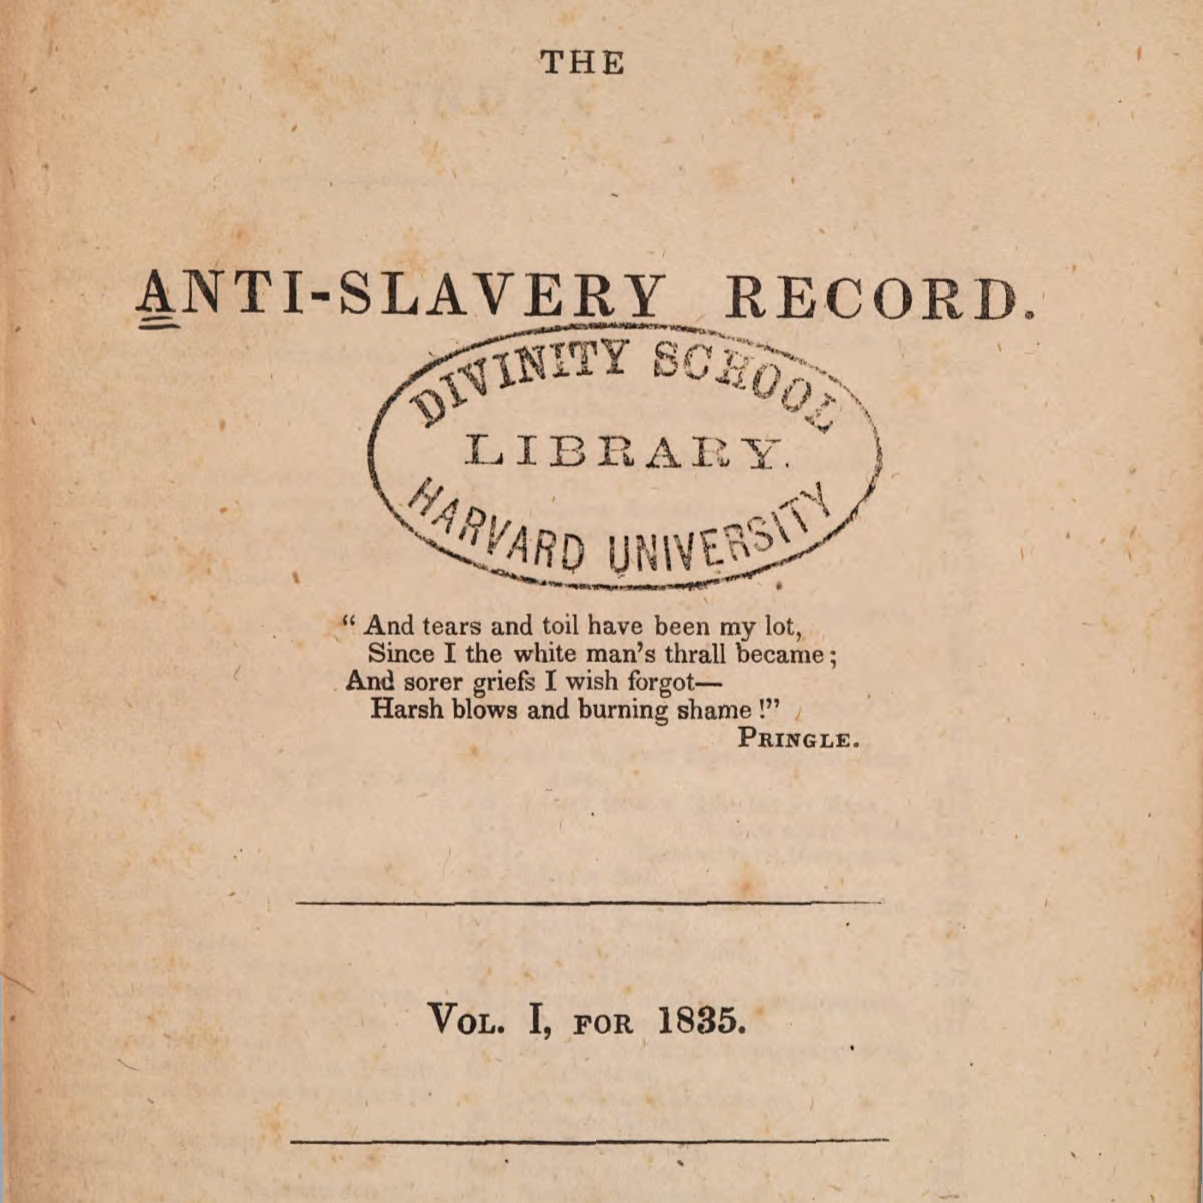 THE
ANTI-SLAVERY RECORD.
DIVINITY SCHOOL
LIBRARY.
HARVARD UNIVERSITY
“ And tears and toil have been my lot,
Since I the white man’s thrall became ;
And sorer griefs I wish forgot—
Harsh blows and burning shame !”
PRINGLE.
VOL. I, FOR 1835.